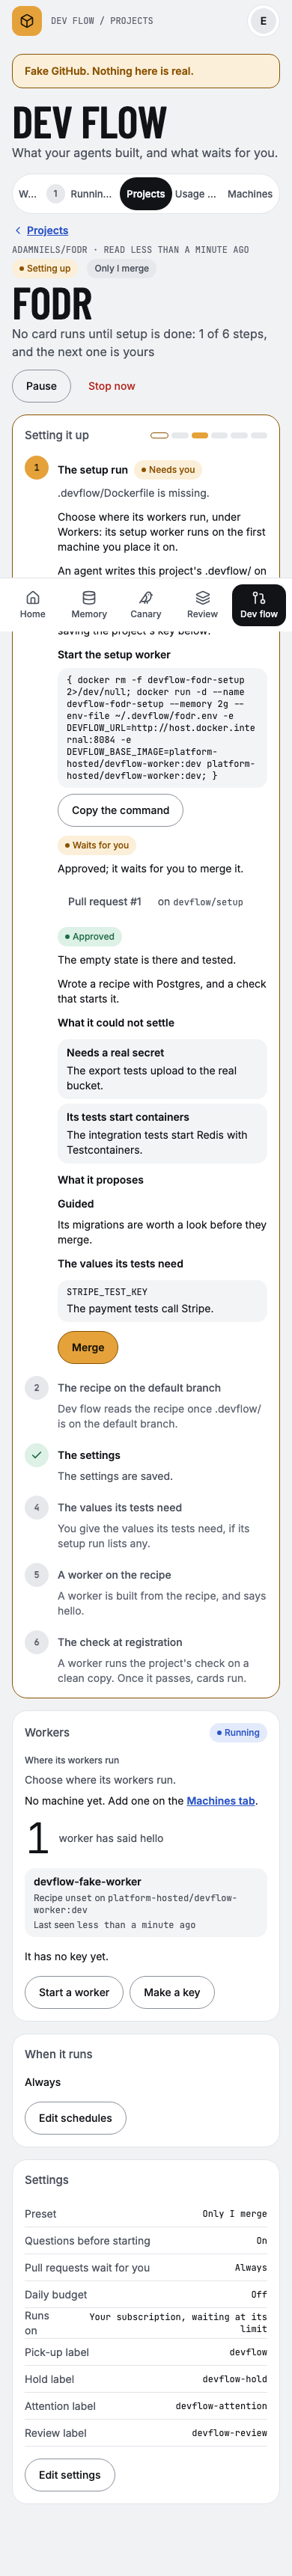 DEV FLOW / PROJECTS
E
Fake GitHub. Nothing here is real.
DEV FLOW
What your agents built, and what waits for you.
W... 1 Runnin... Projects Usage ... Machines
Projects
ADAMNIELS/FODR · READ LESS THAN A MINUTE AGO
Setting up Only I merge
FODR
No card runs until setup is done: 1 of 6 steps,
and the next one is yours
Pause Stop now
Setting it up
1 The setup run Needs you
.devflow/Dockerfile is missing.
Choose where its workers run, under
Workers: its setup worker runs on the first
machine you place it on.
An agent writes this project's .devflow/ on
Home Memory Canary Review Dev flow
saving the project's key below.
Start the setup worker
{ docker rm -f devflow-fodr-setup
2>/dev/null; docker run -d --name
devflow-fodr-setup --memory 2g --
env-file ~/.devflow/fodr.env -e
DEVFLOW_URL=http://host.docker.inte
rnal:8084 -e
DEVFLOW_BASE_IMAGE=platform-
hosted/devflow-worker:dev platform-
hosted/devflow-worker:dev; }
Copy the command
Waits for you
Approved; it waits for you to merge it.
Pull request #1 on devflow/setup
Approved
The empty state is there and tested.
Wrote a recipe with Postgres, and a check
that starts it.
What it could not settle
Needs a real secret
The export tests upload to the real
bucket.
Its tests start containers
The integration tests start Redis with
Testcontainers.
What it proposes
Guided
Its migrations are worth a look before they
merge.
The values its tests need
STRIPE_TEST_KEY
The payment tests call Stripe.
Merge
2 The recipe on the default branch
Dev flow reads the recipe once .devflow/
is on the default branch.
The settings
The settings are saved.
4 The values its tests need
You give the values its tests need, if its
setup run lists any.
5 A worker on the recipe
A worker is built from the recipe, and says
hello.
6 The check at registration
A worker runs the project's check on a
clean copy. Once it passes, cards run.
Workers Running
Where its workers run
Choose where its workers run.
No machine yet. Add one on the Machines tab.
1 worker has said hello
devflow-fake-worker
Recipe unset on platform-hosted/devflow-
worker:dev
Last seen less than a minute ago
It has no key yet.
Start a worker Make a key
When it runs
Always
Edit schedules
Settings
Preset Only I merge
Questions before starting On
Pull requests wait for you Always
Daily budget Off
Runs on Your subscription, waiting at its limit
Pick-up label devflow
Hold label devflow-hold
Attention label devflow-attention
Review label devflow-review
Edit settings